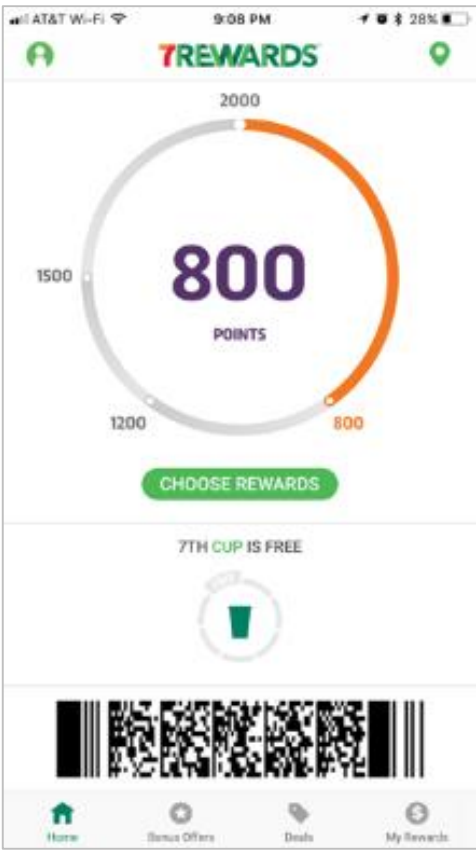 AT&T Wi-Fi 9:08 PM 28%
7REWARDS
2000
1500
800
POINTS
1200
800
CHOOSE REWARDS
7TH CUP IS FREE
Home Bonus Offers Deals My Rewards